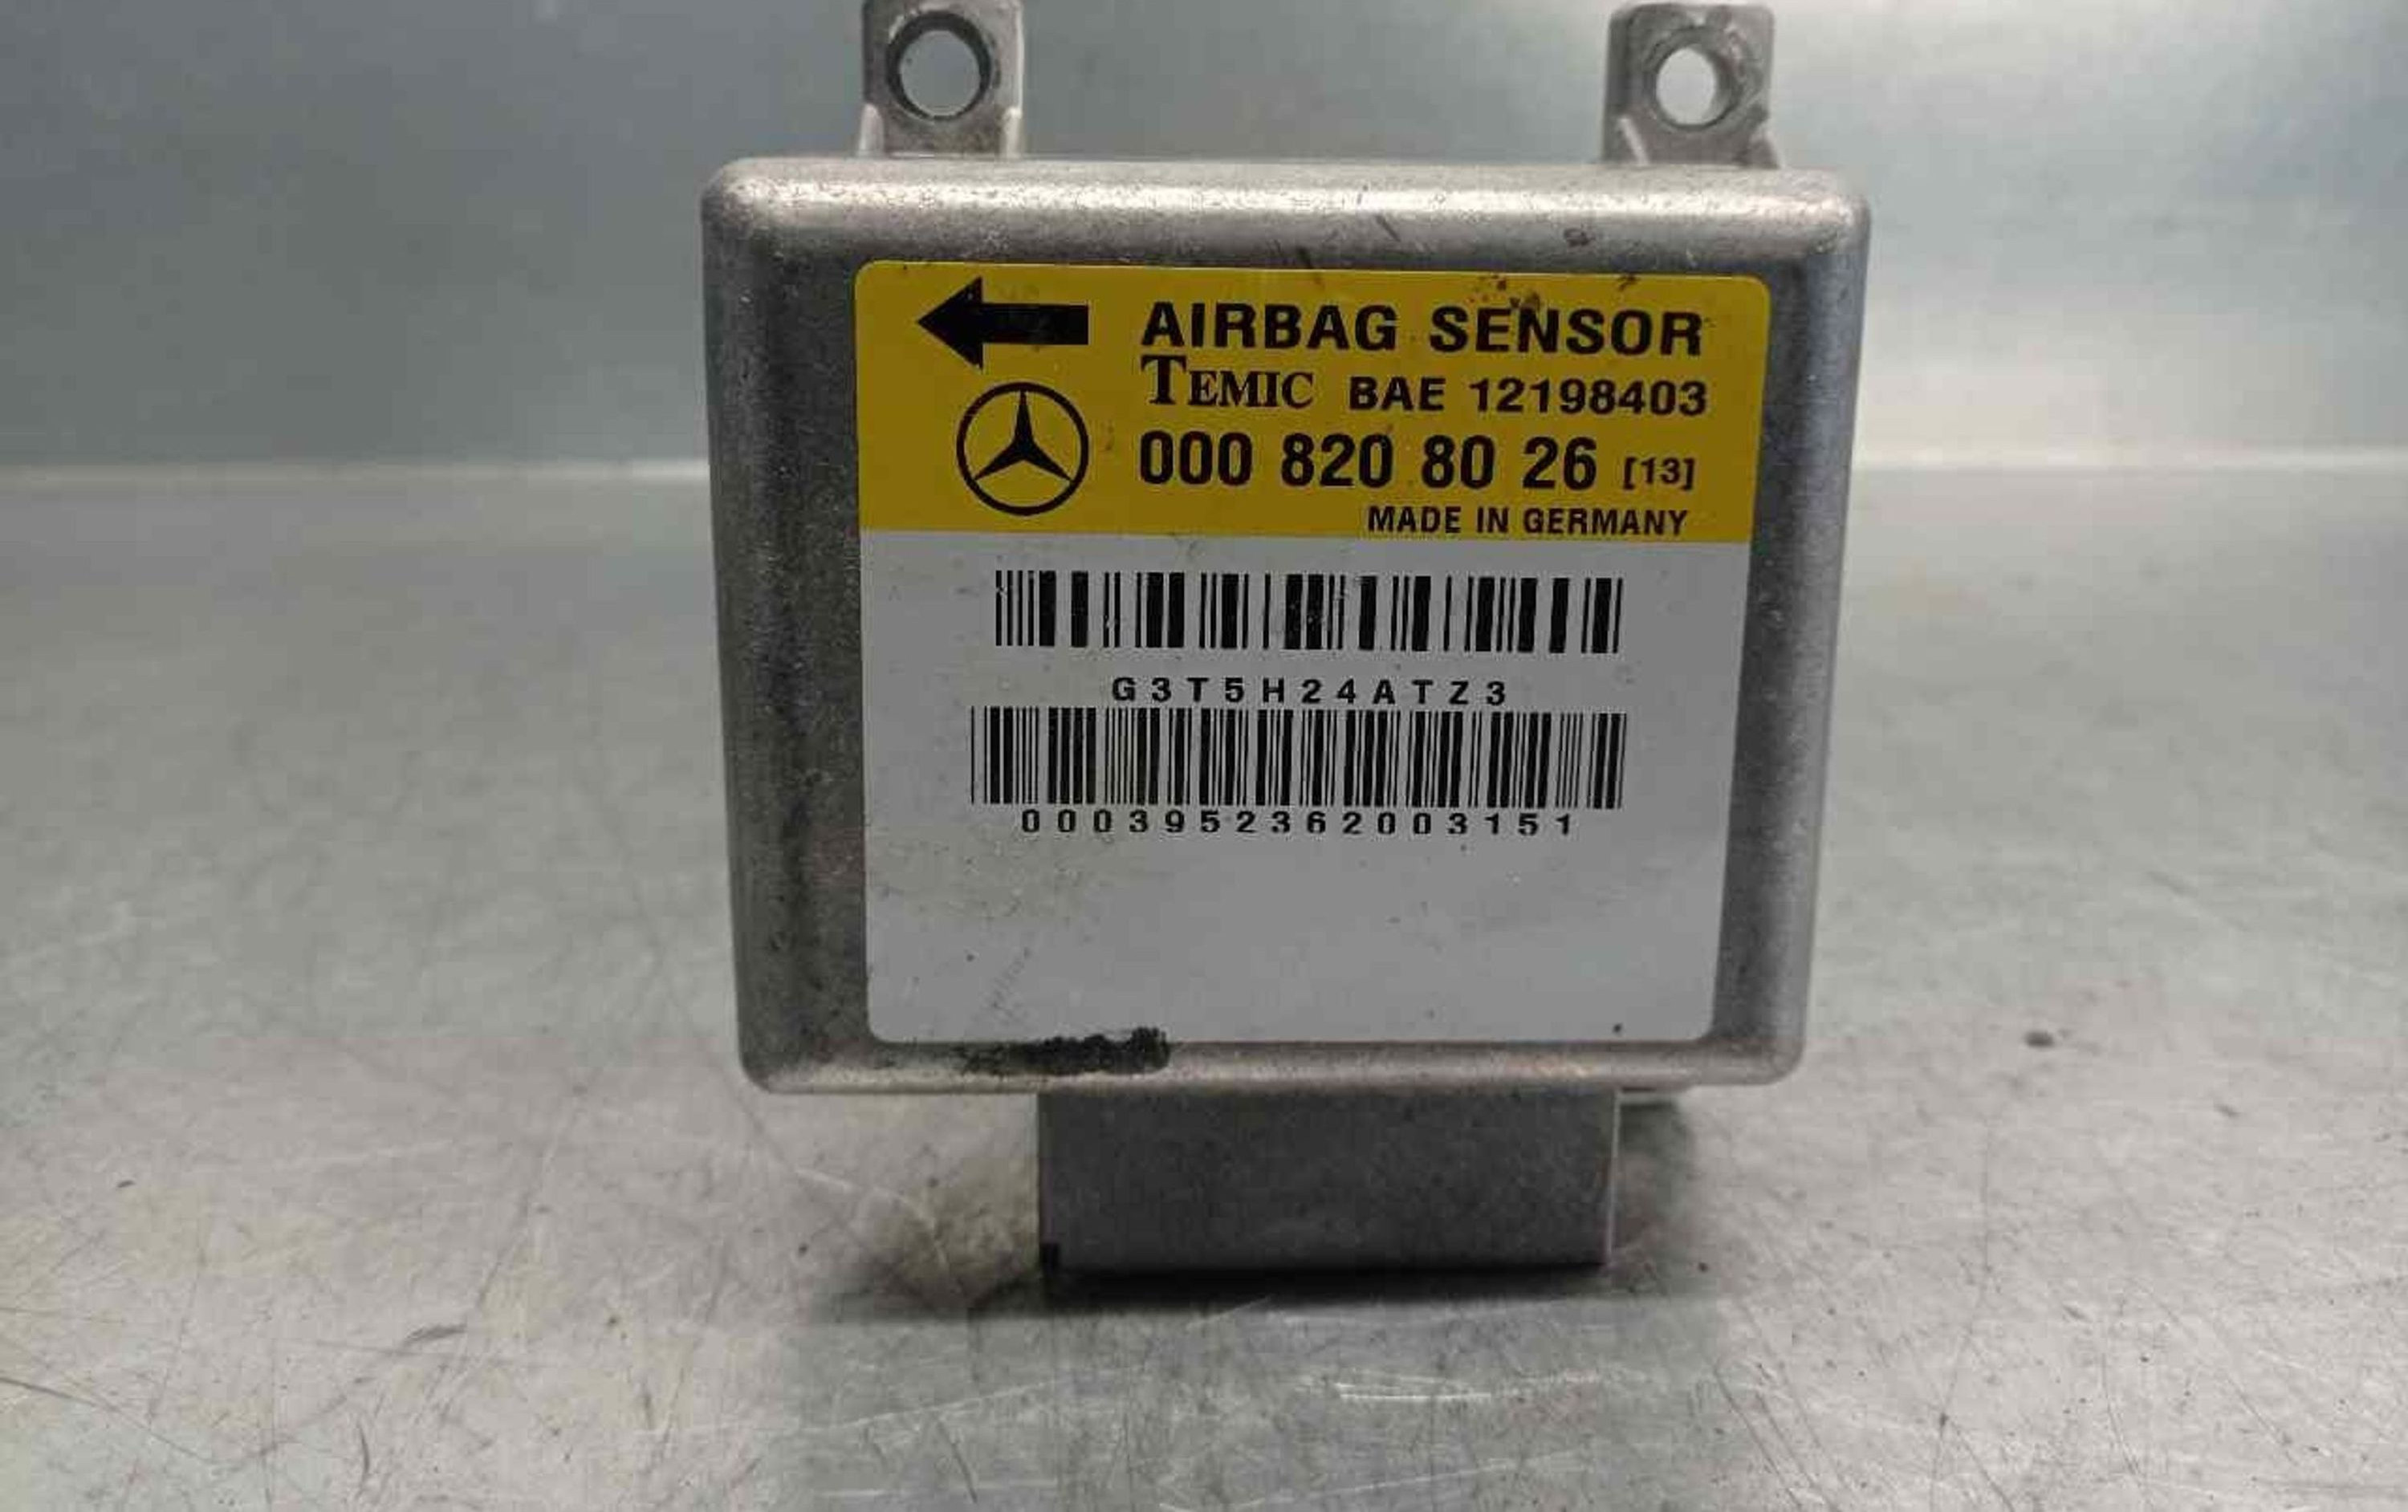 AIRBAG SENSOR
TEMIC BAE 12198403
000 820 80 26 [13]
MADE IN GERMANY
G3T5H24ATZ3
0003952362003151